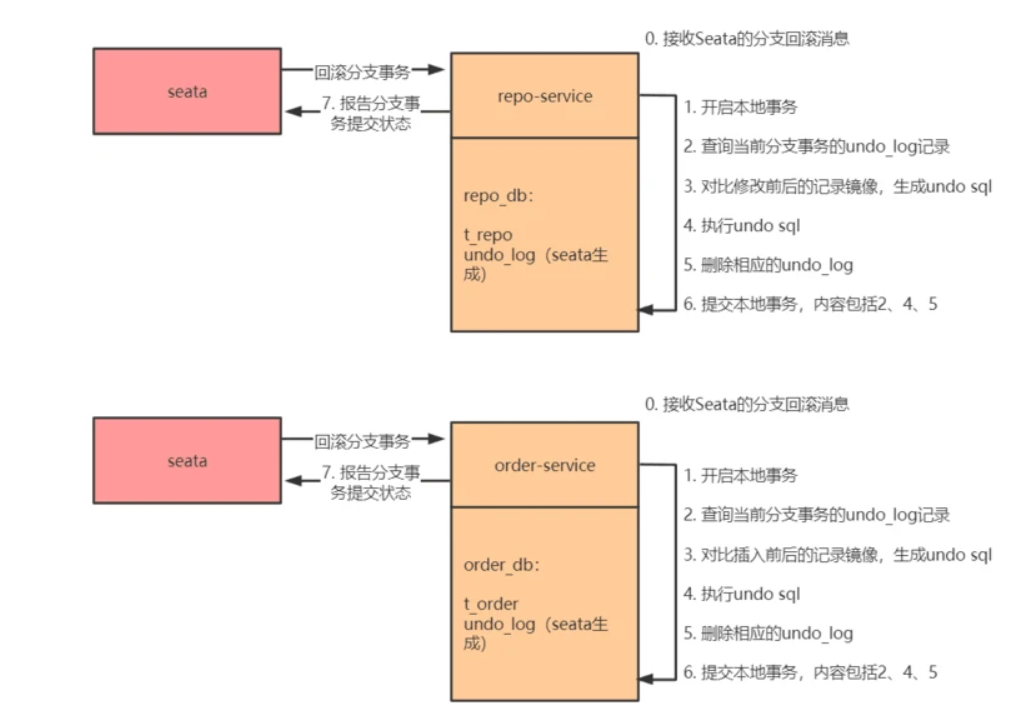 0. 接收Seata的分支回滚消息
seata
回滚分支事务
7. 报告分支事
务提交状态
repo-service
repo_db:
t_repo
undo_log（seata生
成）
1. 开启本地事务
2. 查询当前分支事务的undo_log记录
3. 对比修改前后的记录镜像，生成undo sql
4. 执行undo sql
5. 删除相应的undo_log
6. 提交本地事务，内容包括2、4、5
0. 接收Seata的分支回滚消息
seata
回滚分支事务
7. 报告分支事
务提交状态
order-service
order_db:
t_order
undo_log（seata生
成）
1. 开启本地事务
2. 查询当前分支事务的undo_log记录
3. 对比插入前后的记录镜像，生成undo sql
4. 执行undo sql
5. 删除相应的undo_log
6. 提交本地事务，内容包括2、4、5